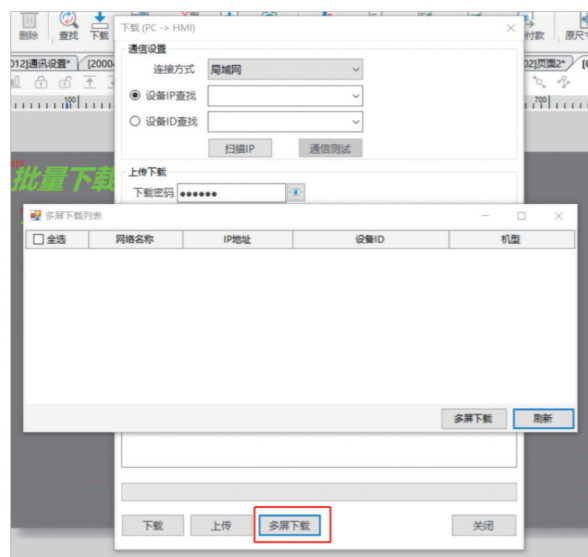 下载 (PC -> HMI)
删除 查找 下载 付款 原尺寸
通信设置
012]通讯设置* [2000 02]页面2*
连接方式 局域网
设备IP查找
设备ID查找
100 700
扫描IP 通信测试
上传下载
下载密码 ●●●●●●
批量下载
多屏下载列表
全选 网络名称 IP地址 设备ID 机型
多屏下载 刷新
下载 上传 多屏下载 关闭